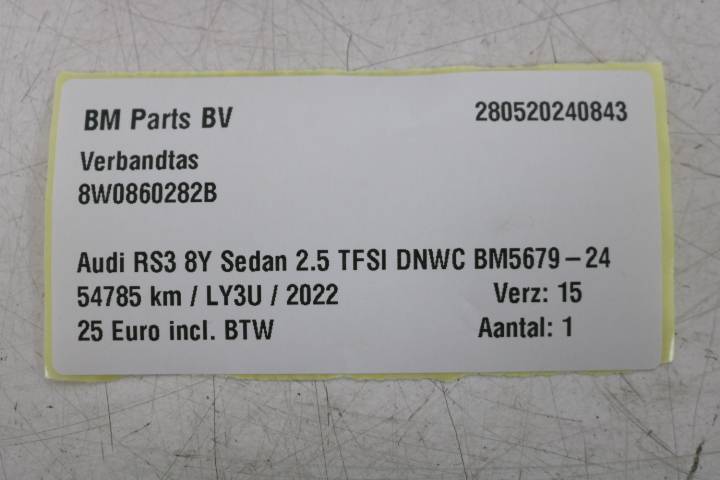 BM Parts BV 280520240843
Verbandtas
8W0860282B
Audi RS3 8Y Sedan 2.5 TFSI DNWC BM5679-24
54785 km / LY3U / 2022 Verz: 15
25 Euro incl. BTW Aantal: 1